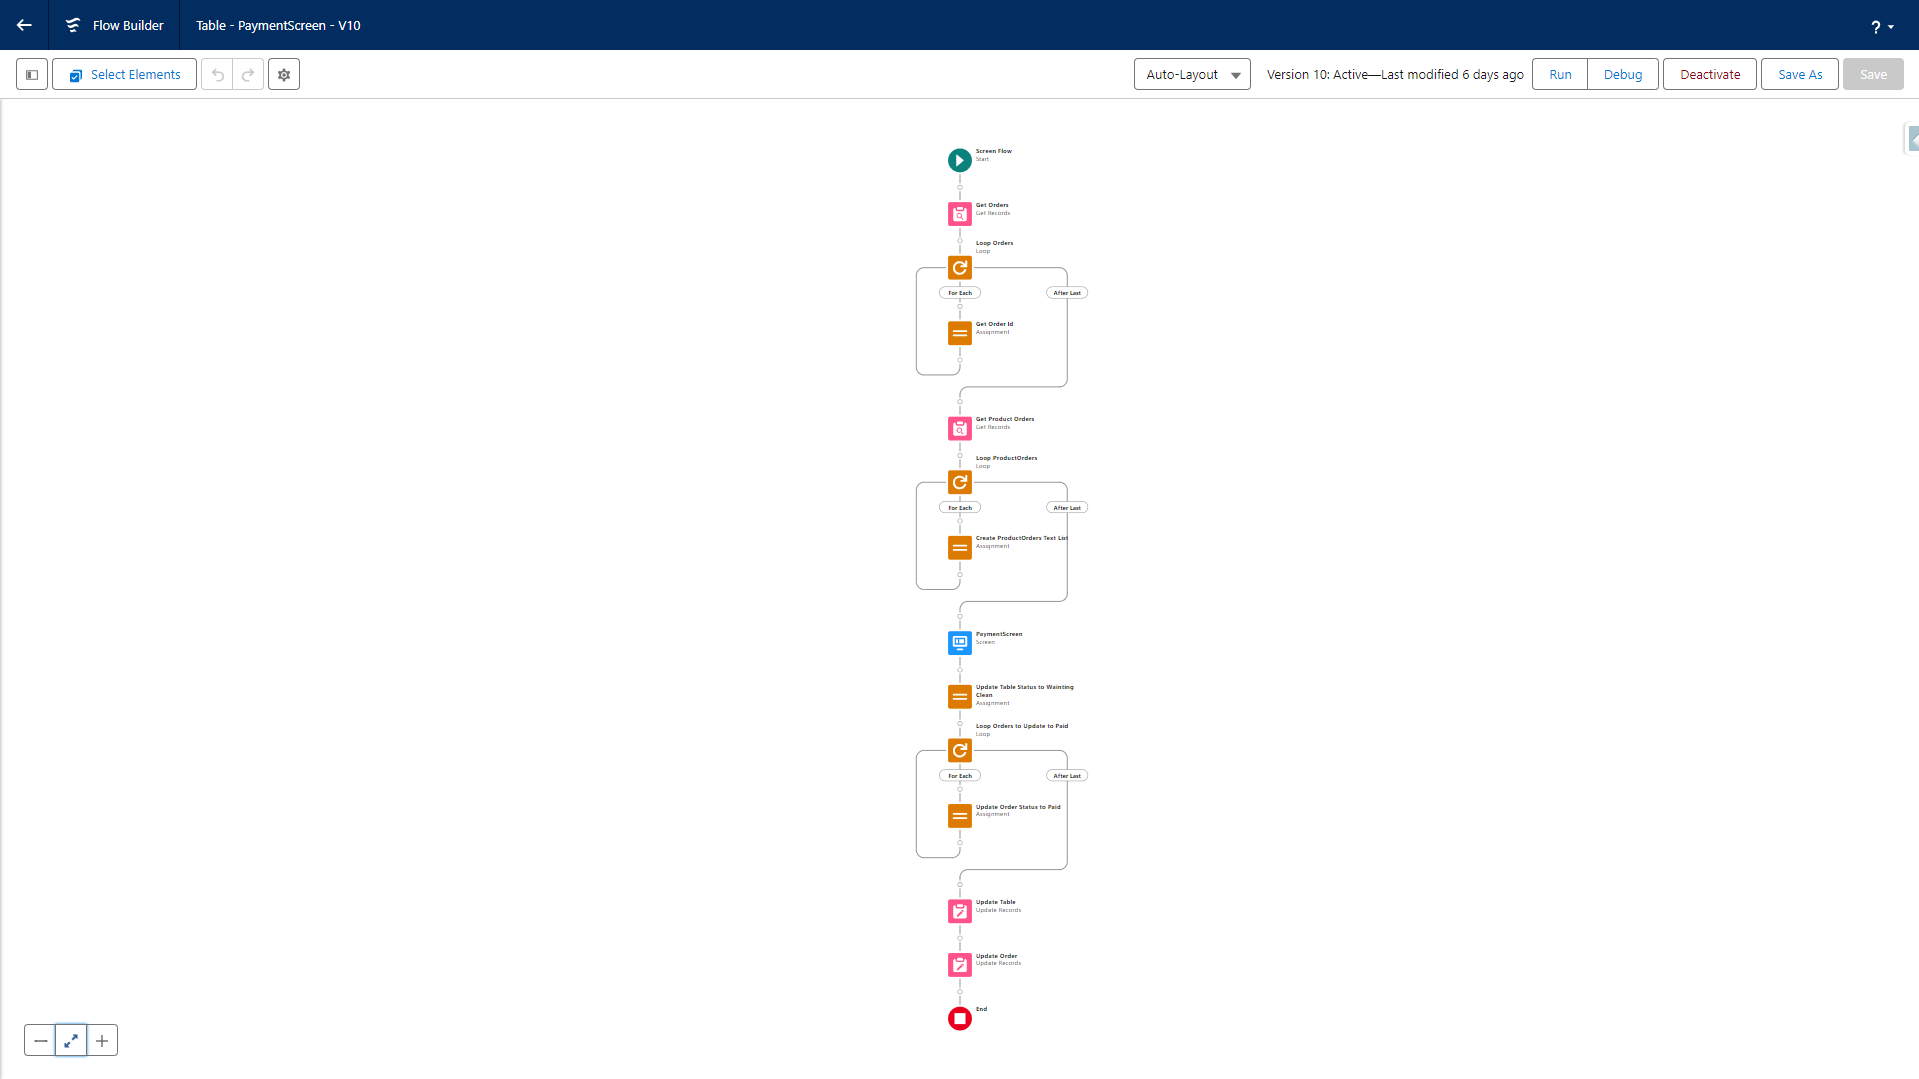 Flow Builder
Table - PaymentScreen - V10
?
Select Elements
Auto-Layout
Version 10: Active—Last modified 6 days ago
Run
Debug
Deactivate
Save As
Save
Screen Flow
Start
Get Orders
Get Records
Loop Orders
Loop
For Each
After Last
Get Order Id
Assignment
Get Product Orders
Get Records
Loop ProductOrders
Loop
For Each
After Last
Create ProductOrders Text List
Assignment
PaymentScreen
Screen
Update Table Status to Wainting
Clean
Assignment
Loop Orders to Update to Paid
Loop
For Each
After Last
Update Order Status to Paid
Assignment
Update Table
Update Records
Update Order
Update Records
End